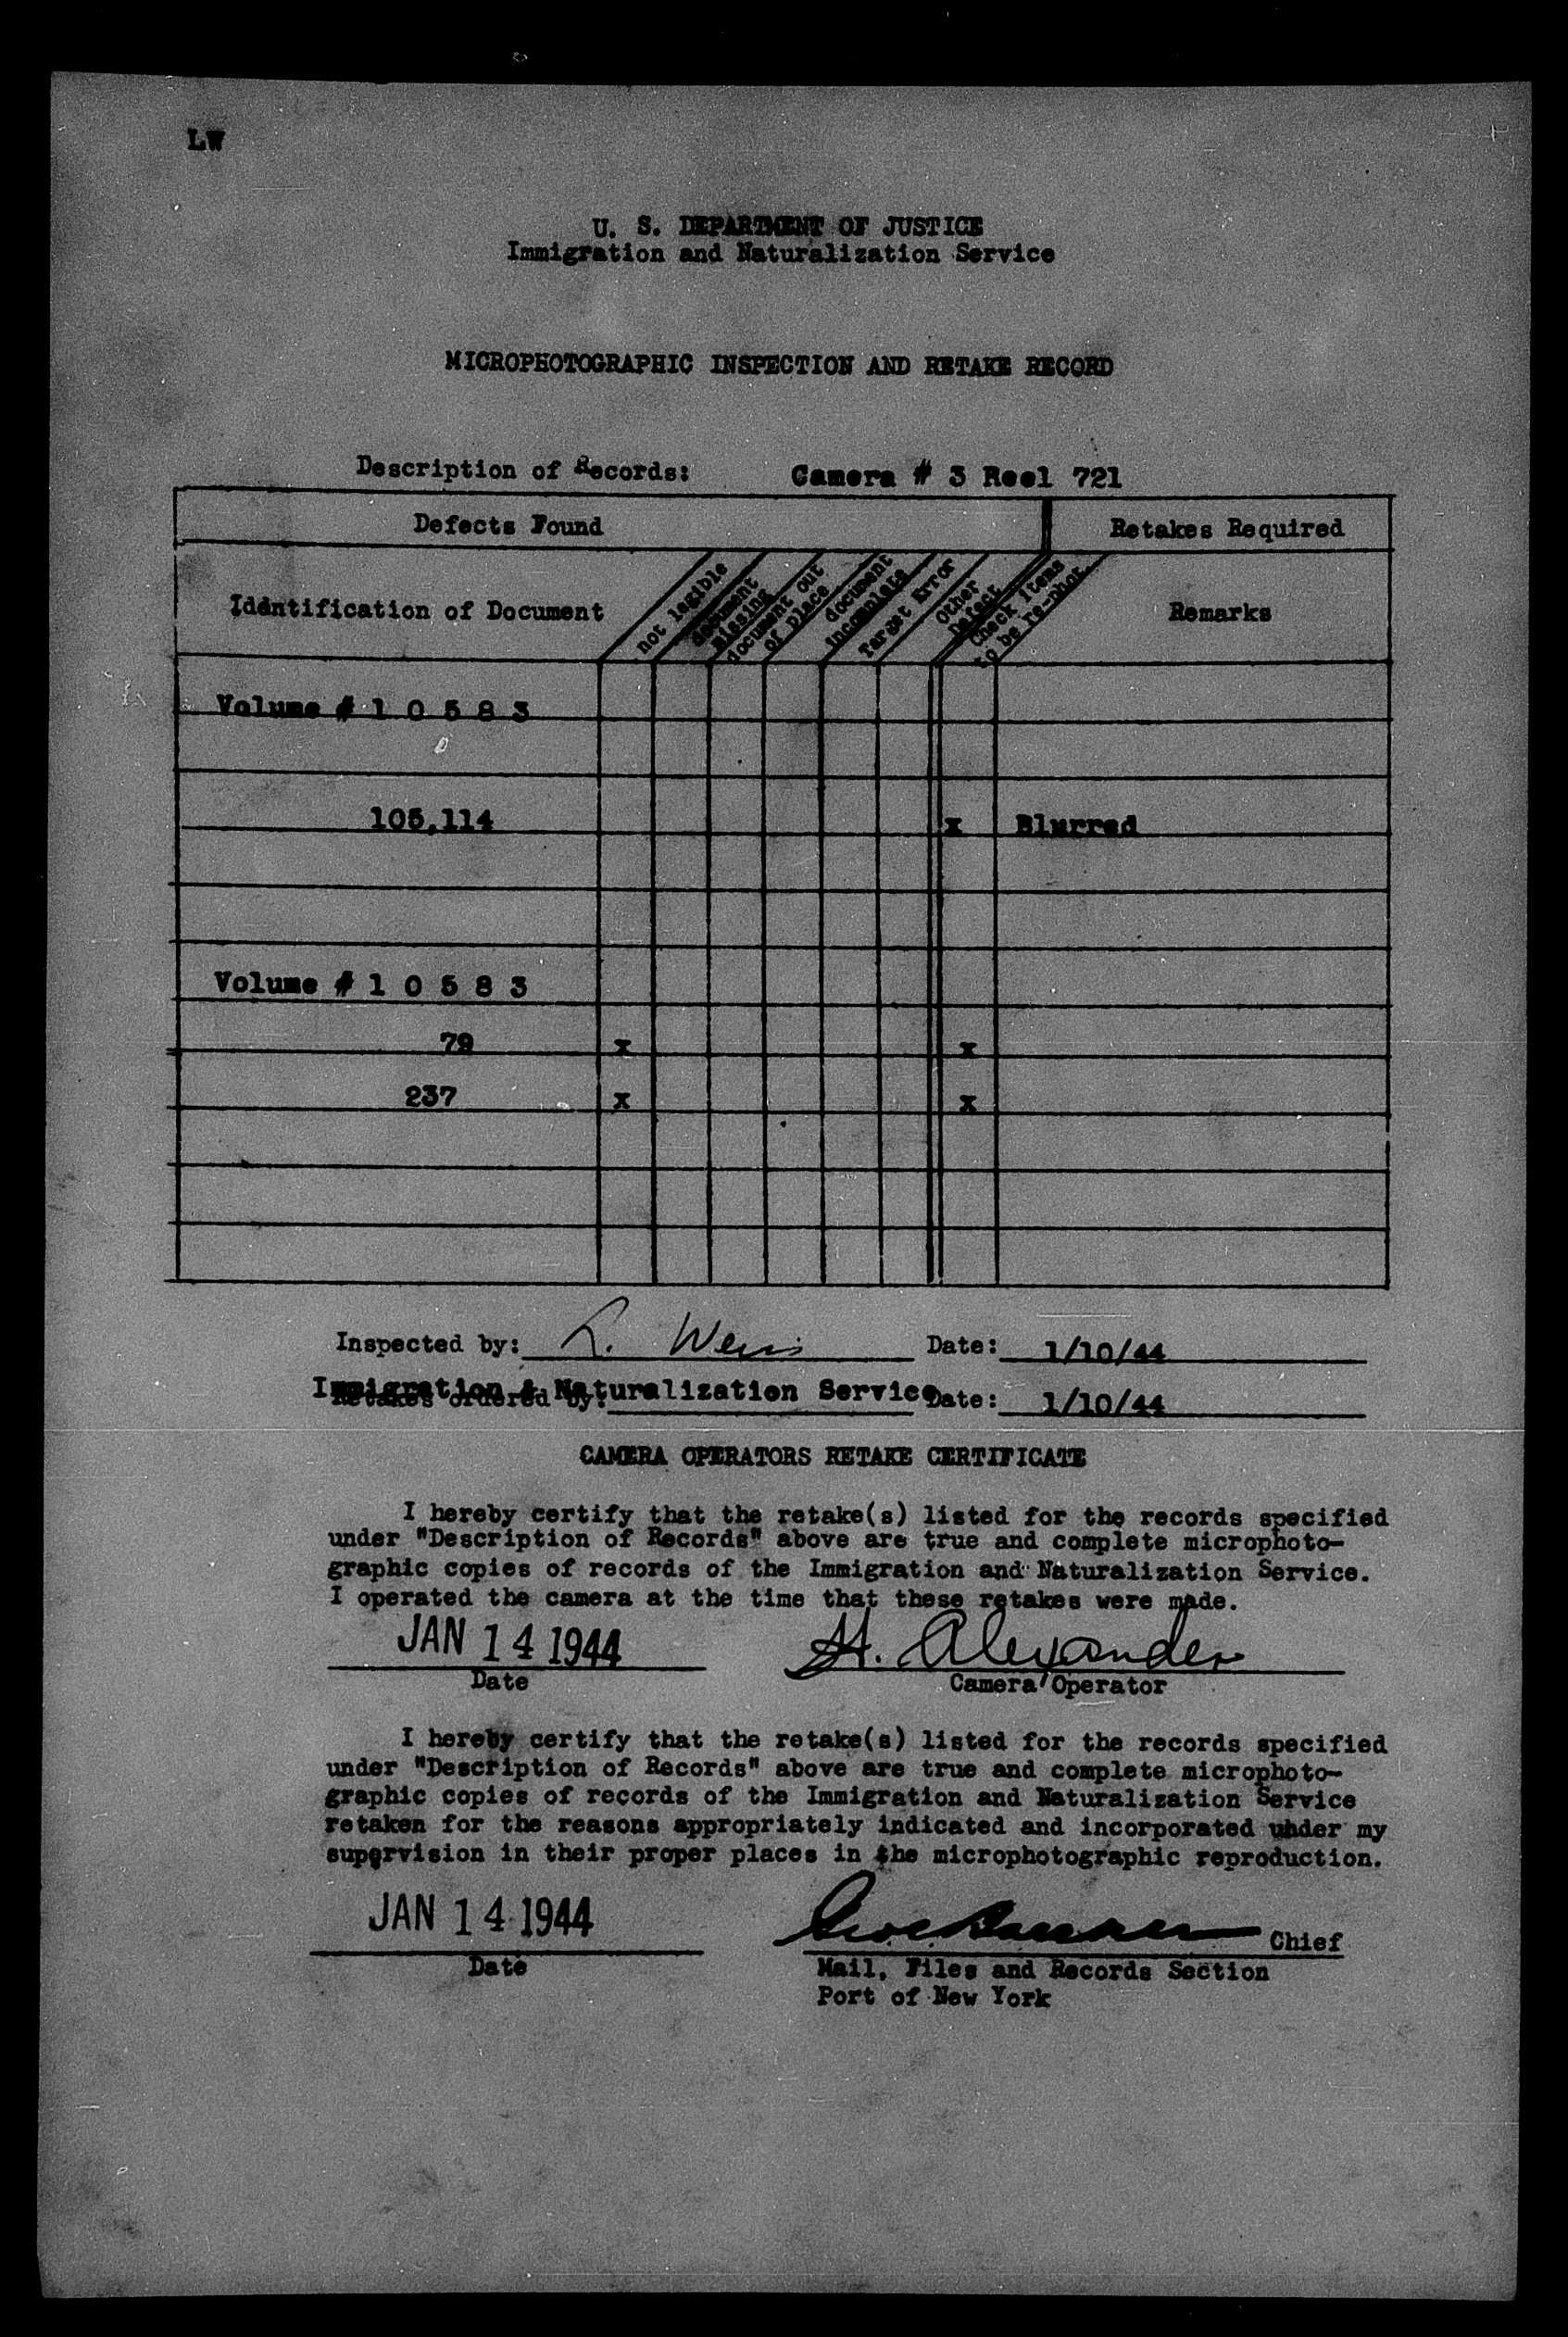 LW
U. S. DEPARTMENT OF JUSTICE
Immigration and Naturalization Service
MICROPHOTOGRAPHIC INSPECTION AND RETAKE RECORD
Description of Records: Camera # 3 Reel 721
Defects Found Retakes Required
Identification of Document
not legible
document
missing
document out
of place
document
incomplete
Target Error
Other
Defect
Check Items
to be re-phot.
Remarks
Volume # 1 0 5 8 3
105,114 x Blurred
Volume # 1 0 5 8 3
79 x x
237 x x
Inspected by: L. Weiss Date: 1/10/44
Immigration & Naturalization Service
Retakes ordered by: Date: 1/10/44
CAMERA OPERATORS RETAKE CERTIFICATE
I hereby certify that the retake(s) listed for the records specified
under "Description of Records" above are true and complete microphoto-
graphic copies of records of the Immigration and Naturalization Service.
I operated the camera at the time that these retakes were made.
JAN 14 1944 H. Alexander
Date Camera Operator
I hereby certify that the retake(s) listed for the records specified
under "Description of Records" above are true and complete microphoto-
graphic copies of records of the Immigration and Naturalization Service
retaken for the reasons appropriately indicated and incorporated under my
supervision in their proper places in the microphotographic reproduction.
JAN 14 1944 Chief
Date Mail, Files and Records Section
Port of New York